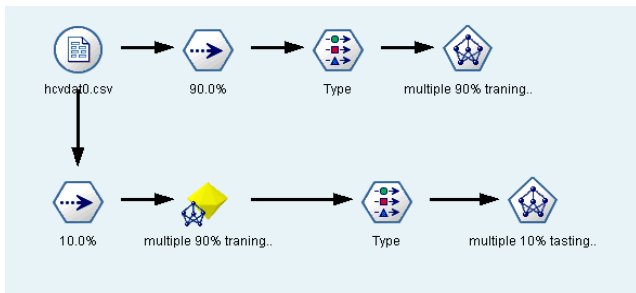 hcvdat0.csv
90.0%
Type
multiple 90% traning..
10.0%
multiple 90% traning..
Type
multiple 10% tasting..